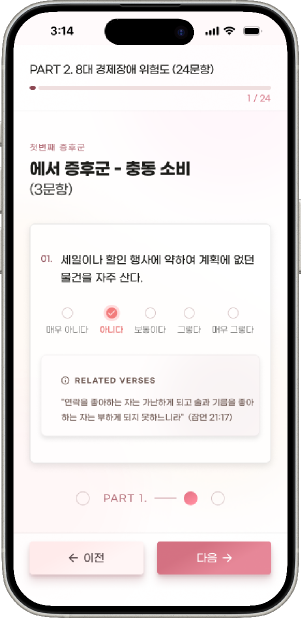 3:14
PART 2. 8대 경제장애 위험도 (24문항)
1 / 24
첫번째 증후군
에서 증후군 - 충동 소비
(3문항)
01. 세일이나 할인 행사에 약하여 계획에 없던
물건을 자주 산다.
매우 아니다 아니다 보통이다 그렇다 매우 그렇다
RELATED VERSES
"연락을 좋아하는 자는 가난하게 되고 술과 기름을 좋아
하는 자는 부하게 되지 못하느니라" (잠언 21:17)
PART 1.
← 이전 다음 →